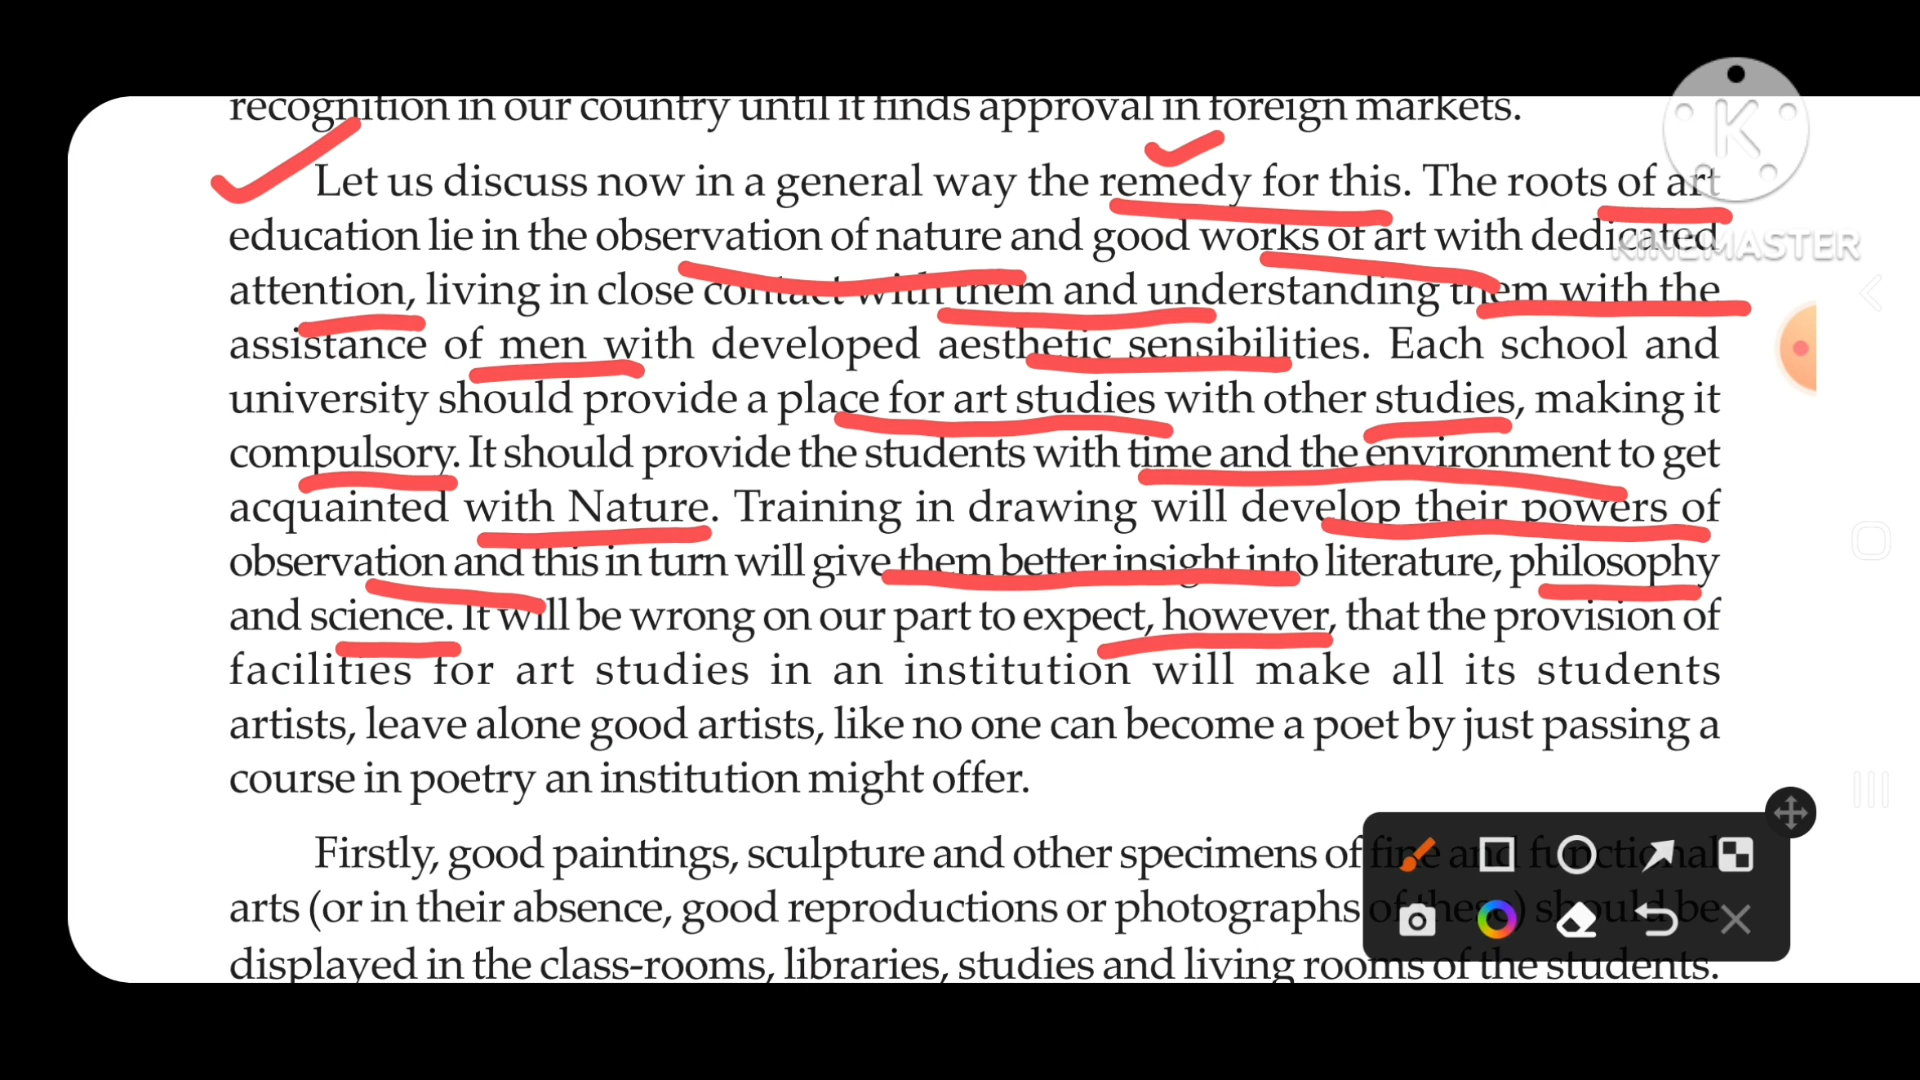 recognition in our country until it finds approval in foreign markets.
Let us discuss now in a general way the remedy for this. The roots of art
education lie in the observation of nature and good works of art with dedicated
attention, living in close contact with them and understanding them with the
assistance of men with developed aesthetic sensibilities. Each school and
university should provide a place for art studies with other studies, making it
compulsory. It should provide the students with time and the environment to get
acquainted with Nature. Training in drawing will develop their powers of
observation and this in turn will give them better insight into literature, philosophy
and science. It will be wrong on our part to expect, however, that the provision of
facilities for art studies in an institution will make all its students
artists, leave alone good artists, like no one can become a poet by just passing a
course in poetry an institution might offer.
Firstly, good paintings, sculpture and other specimens of fine and functional
arts (or in their absence, good reproductions or photographs of these) should be
displayed in the class-rooms, libraries, studies and living rooms of the students.
K
KINEMASTER